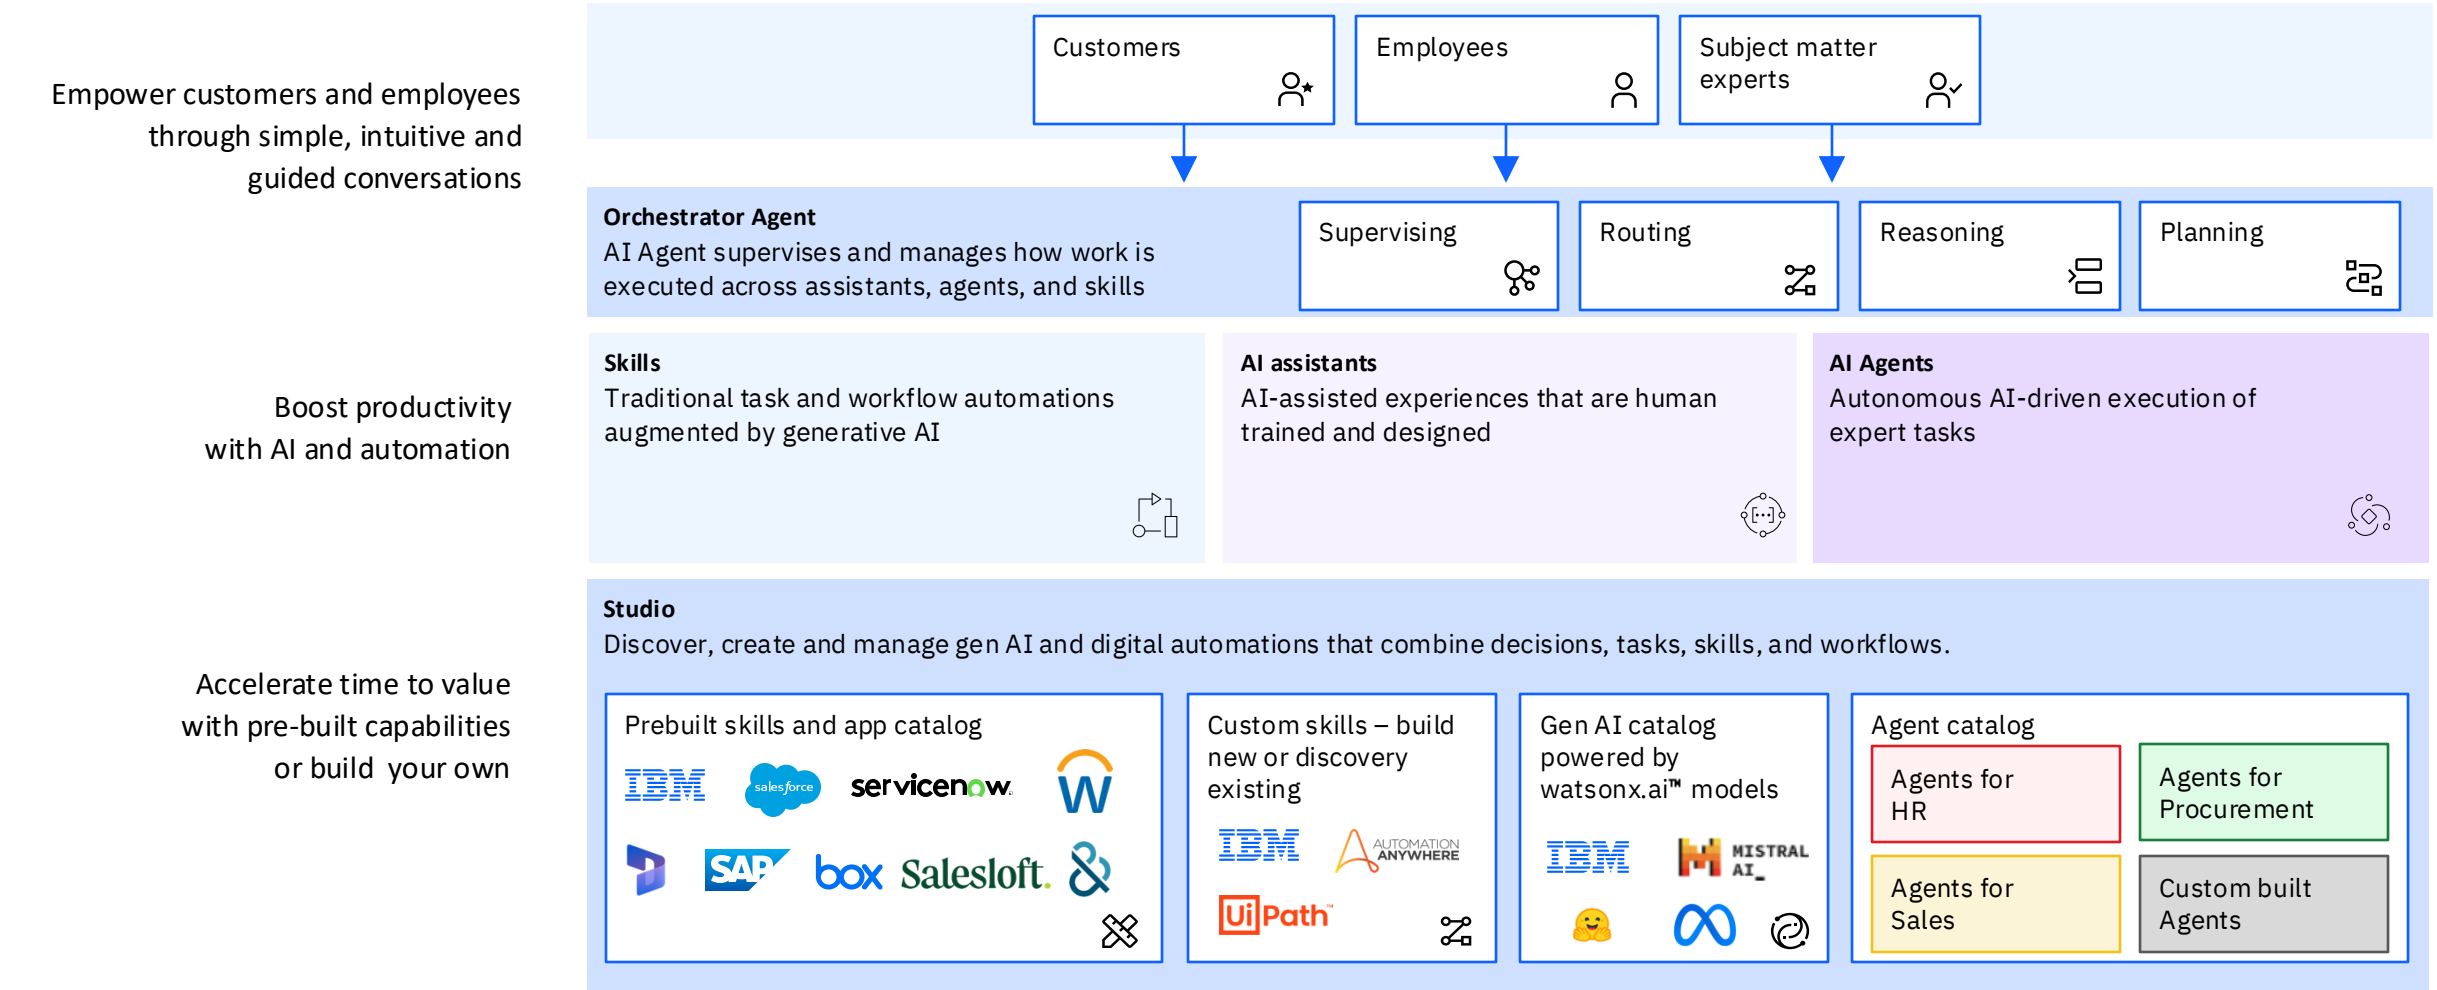 Empower customers and employees
through simple, intuitive and
guided conversations
Customers
Employees
Subject matter
experts
Orchestrator Agent
AI Agent supervises and manages how work is
executed across assistants, agents, and skills
Supervising
Routing
Reasoning
Planning
Boost productivity
with AI and automation
Skills
Traditional task and workflow automations
augmented by generative AI
AI assistants
AI-assisted experiences that are human
trained and designed
AI Agents
Autonomous AI-driven execution of
expert tasks
Accelerate time to value
with pre-built capabilities
or build your own
Studio
Discover, create and manage gen AI and digital automations that combine decisions, tasks, skills, and workflows.
Prebuilt skills and app catalog
IBM
salesforce
servicenow.
W
SAP
box
Salesloft.
&
Custom skills – build
new or discovery
existing
IBM
AUTOMATION
ANYWHERE
UiPath™
Gen AI catalog
powered by
watsonx.ai™ models
IBM
MISTRAL
AI_
Agent catalog
Agents for
HR
Agents for
Procurement
Agents for
Sales
Custom built
Agents